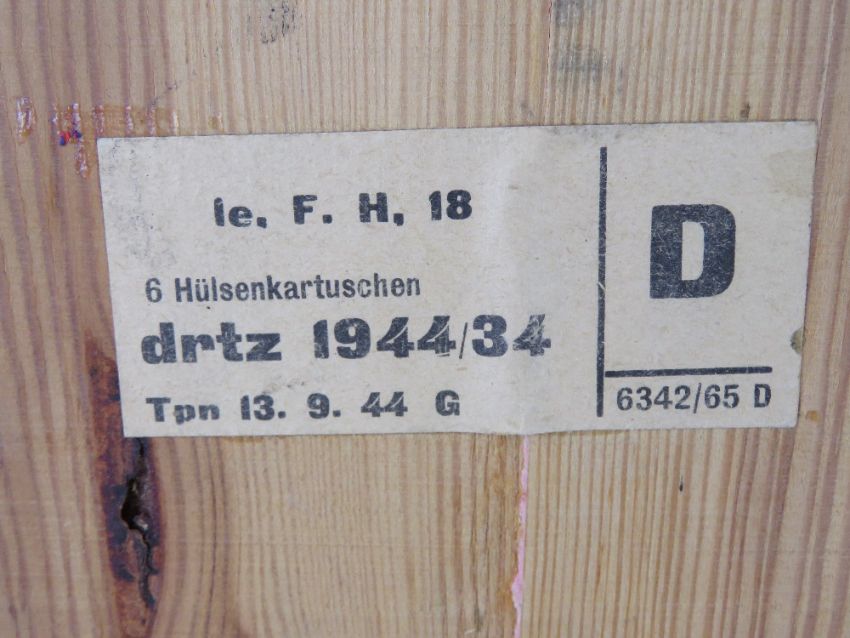 le. F. H, 18
6 Hülsenkartuschen
drtz 1944/34
Tpn 13. 9. 44 G
D
6342/65 D